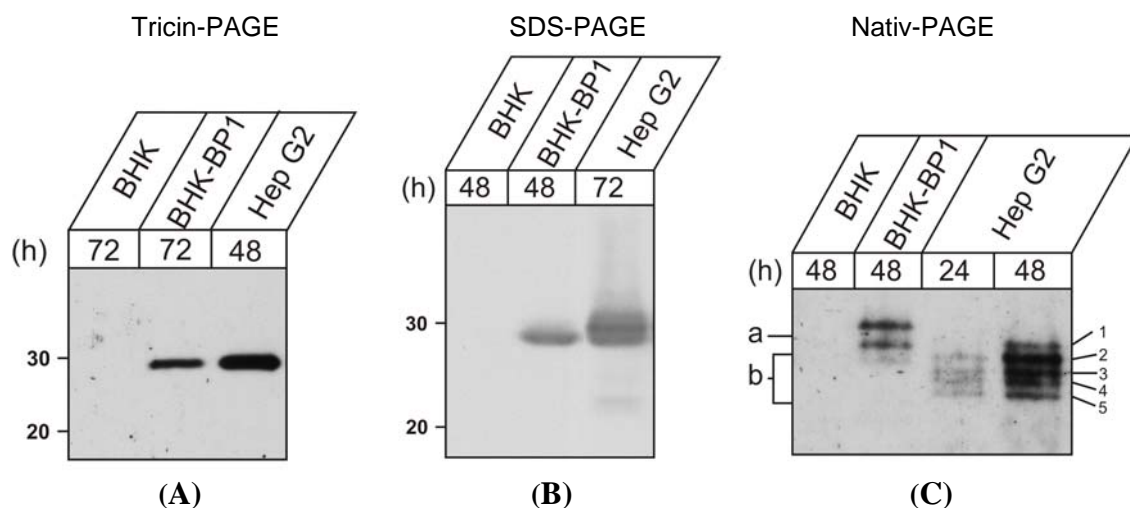 Tricin-PAGE
BHK
BHK-BP1
Hep G2
(h) 72 72 48
30
20
(A)
SDS-PAGE
BHK
BHK-BP1
Hep G2
(h) 48 48 72
30
20
(B)
Nativ-PAGE
BHK
BHK-BP1
Hep G2
(h) 48 48 24 48
a
b
1
2
3
4
5
(C)